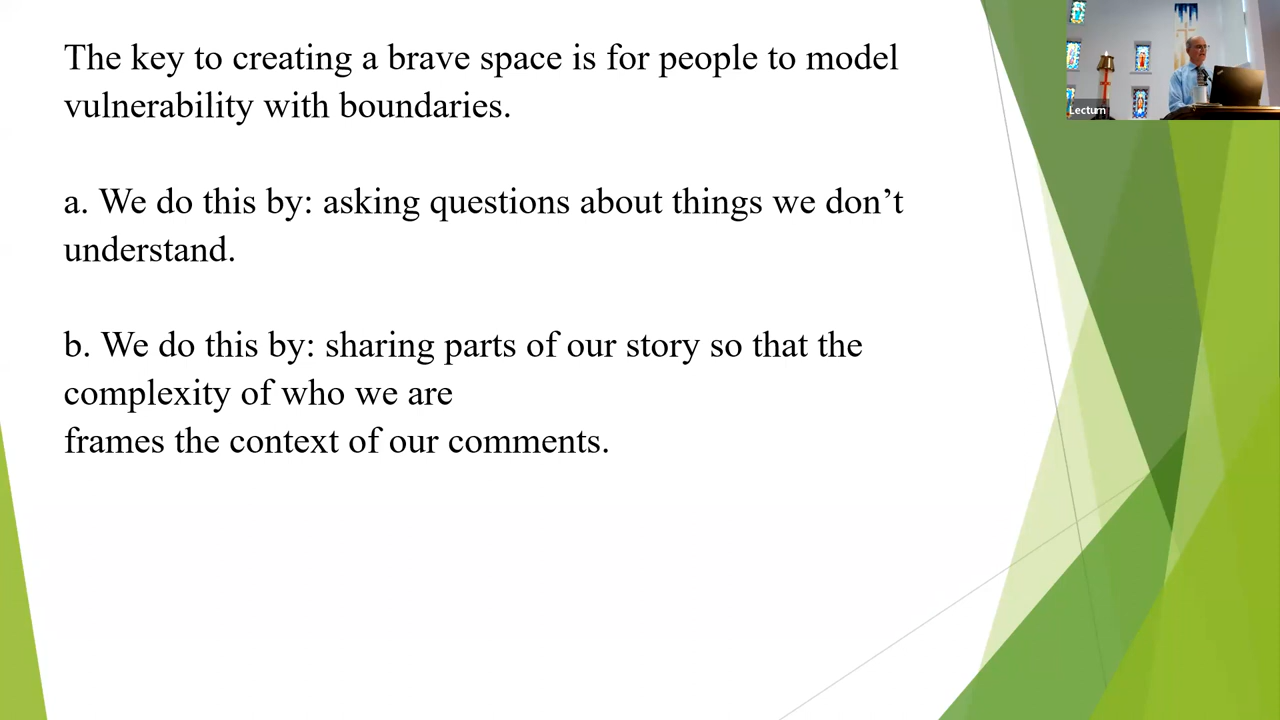 The key to creating a brave space is for people to model
vulnerability with boundaries.
a. We do this by: asking questions about things we don’t
understand.
b. We do this by: sharing parts of our story so that the
complexity of who we are
frames the context of our comments.
Lectum